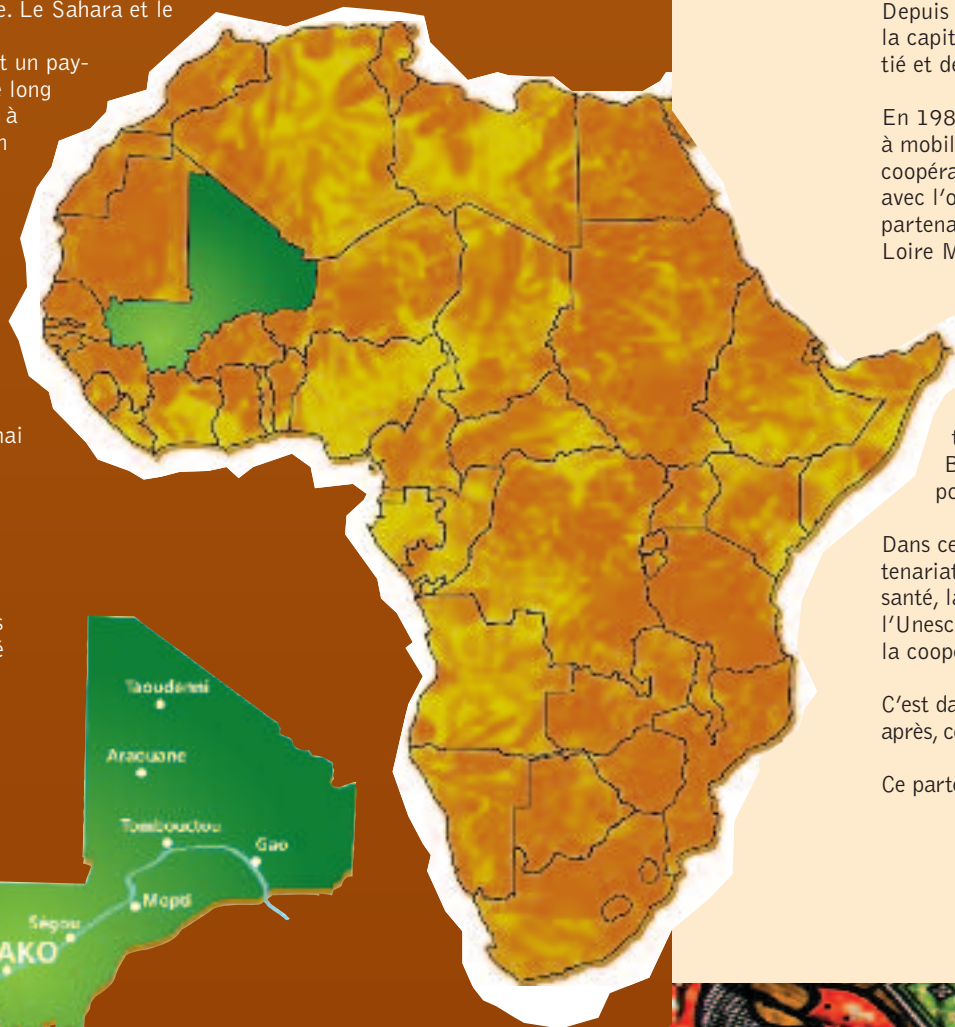 e. Le Sahara et le
t un pay-
e long
à
n
nai
s
é
Taoudenni
Araouane
Tombouctou
Gao
Mopti
Ségou
AKO
Depuis
la capit
tié et de
En 198
à mobil
coopéra
avec l'o
partena
Loire M
t
B
po
Dans ce
tenariat
santé, la
l'Unesc
la coopé
C'est da
après, co
Ce parte